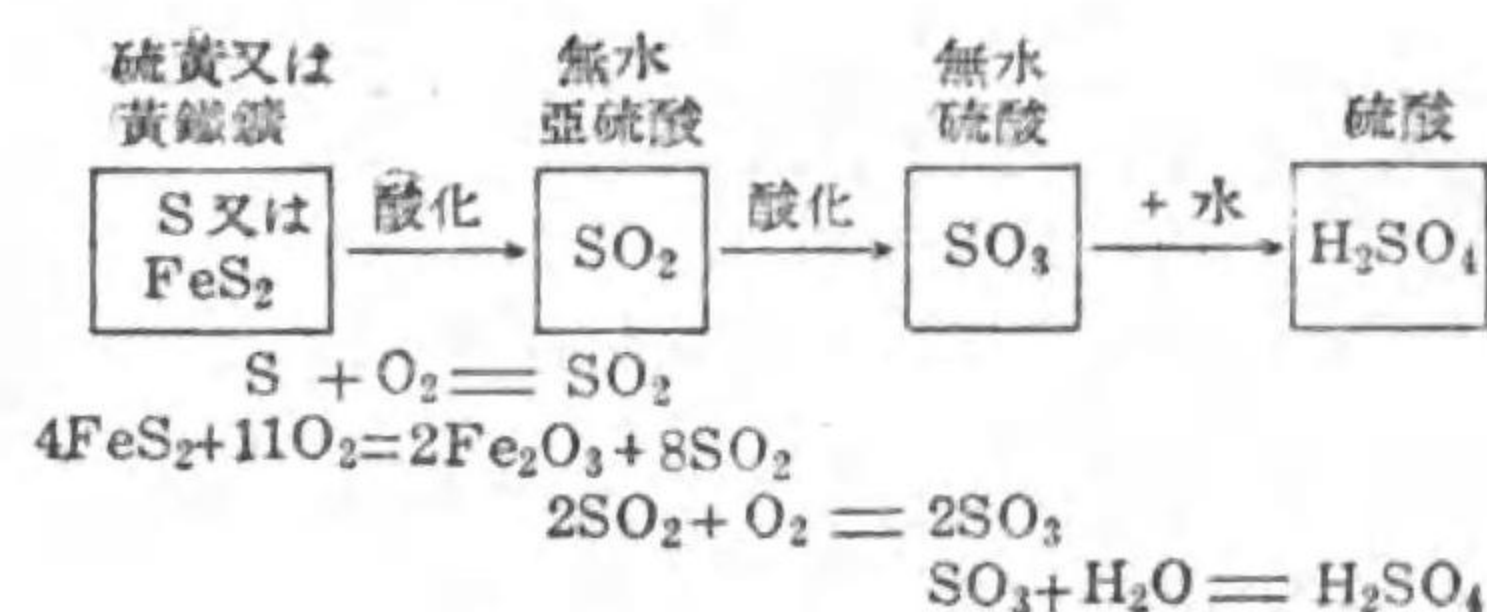 硫黄又は
黄鐵鑛
無水
亞硫酸
無水
硫酸
硫酸
S又は
FeS₂
酸化
SO₂
酸化
SO₃
+ 水
H₂SO₄
S + O₂ = SO₂
4FeS₂+11O₂=2Fe₂O₃+8SO₂
2SO₂+ O₂ = 2SO₃
SO₃+H₂O = H₂SO₄